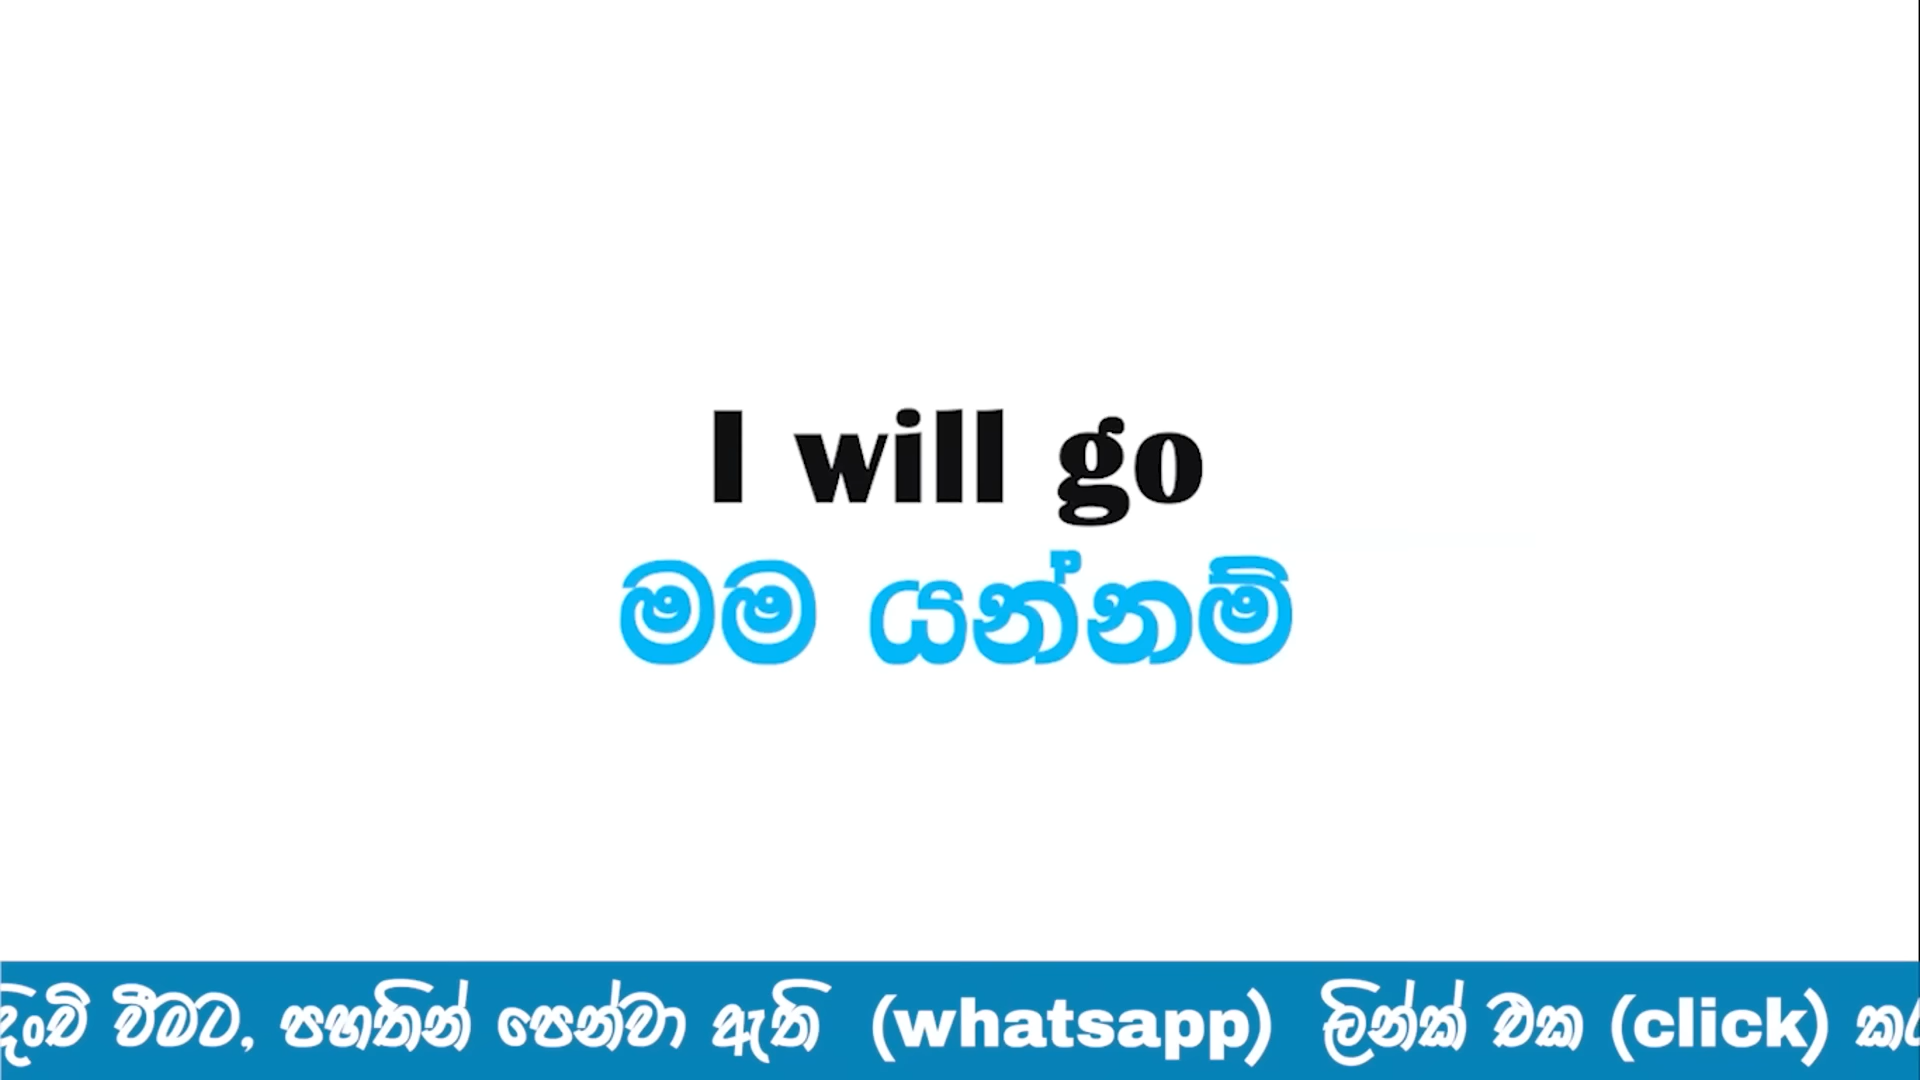 I will go
මම යන්නම්
වීමට, පහතින් පෙන්වා ඇති (whatsapp) ලින්ක් එක (click)